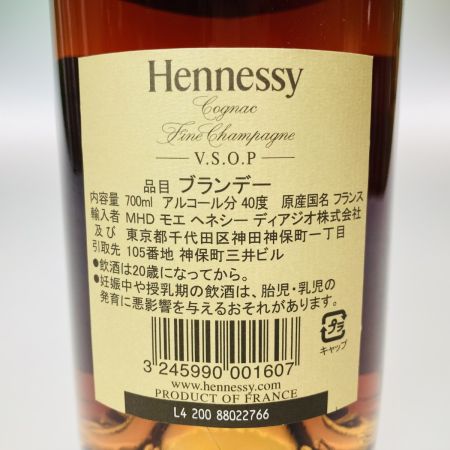 Hennessy
Cognac
Fine Champagne
V.S.O.P
品目 ブランデー
内容量 700ml アルコール分 40度 原産国名 フランス
輸入者 MHD モエ ヘネシー ディアジオ株式会社
及び 東京都千代田区神田神保町一丁目
引取先 105番地 神保町三井ビル
●飲酒は20歳になってから。
●妊娠中や授乳期の飲酒は、胎児・乳児の
発育に悪影響を与えるおそれがあります。
プラ
キャップ
3 245990 001607
www.hennessy.com
PRODUCT OF FRANCE
L4 200 88022766